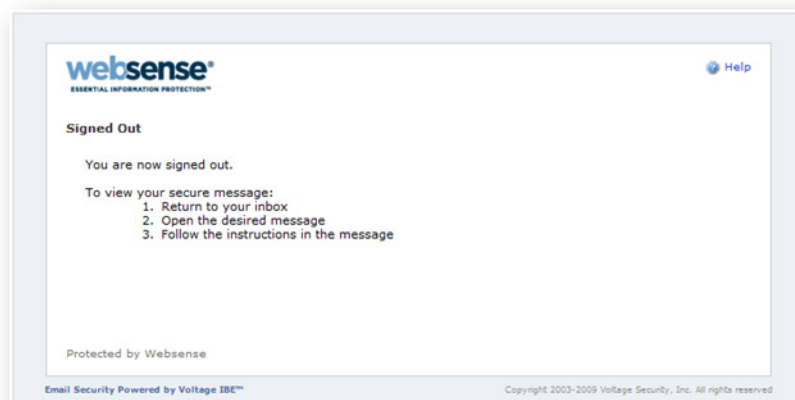 websense®
ESSENTIAL INFORMATION PROTECTION™
Help
Signed Out
You are now signed out.
To view your secure message:
1. Return to your inbox
2. Open the desired message
3. Follow the instructions in the message
Protected by Websense
Email Security Powered by Voltage IBE™
Copyright 2003-2009 Voltage Security, Inc. All rights reserved